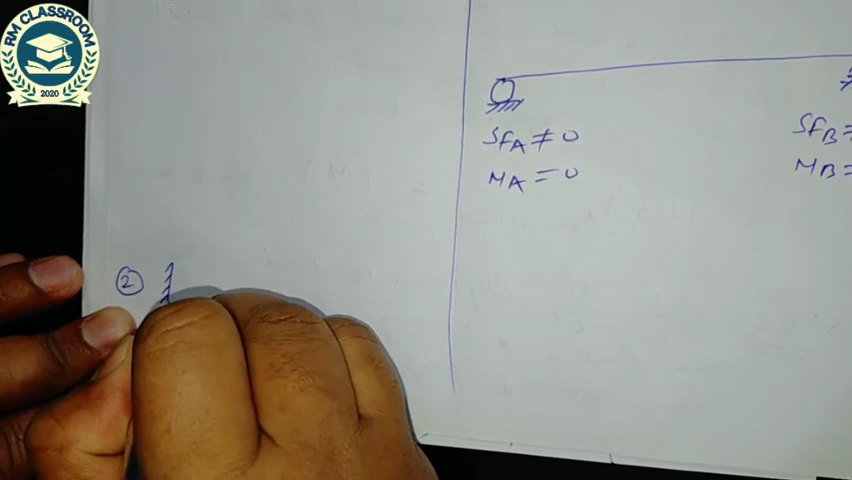 RM CLASSROOM
2020
SFA ≠ 0
MA = 0
SFB =
MB =
2